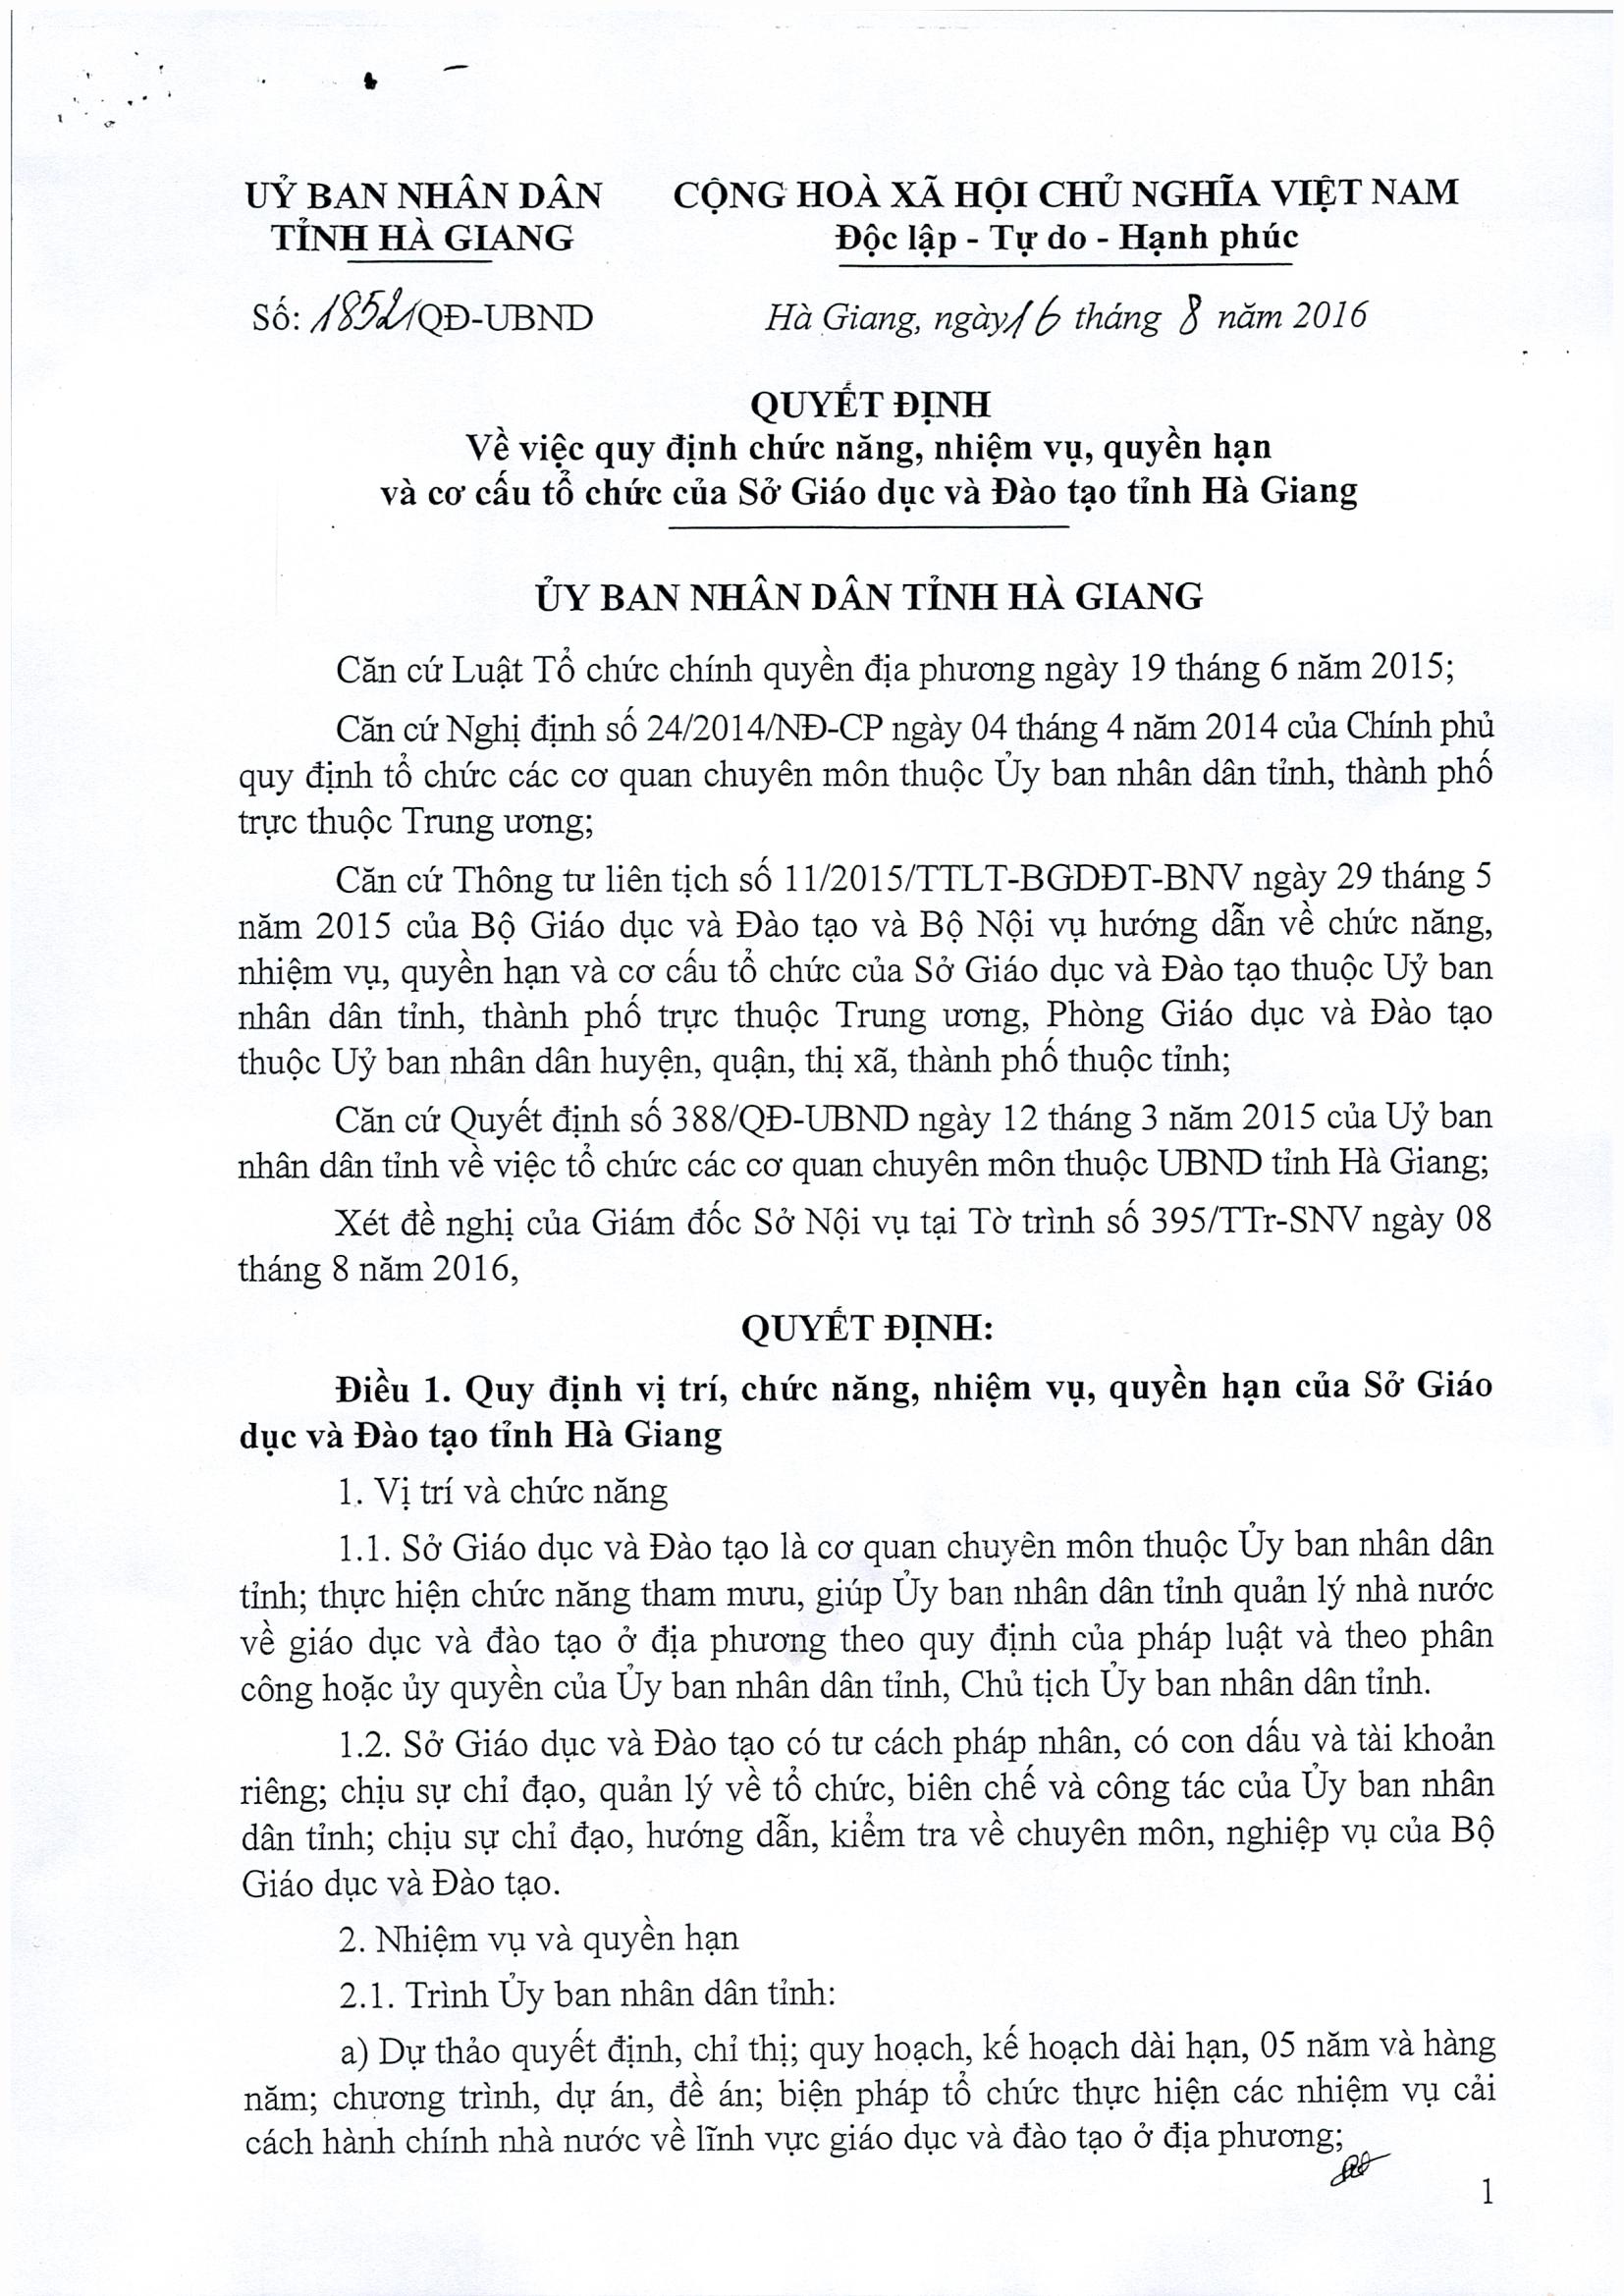 UỶ BAN NHÂN DÂN
TỈNH HÀ GIANG
CỘNG HOÀ XÃ HỘI CHỦ NGHĨA VIỆT NAM
Độc lập - Tự do - Hạnh phúc
Số: 1852/QĐ-UBND
Hà Giang, ngày 16 tháng 8 năm 2016
QUYẾT ĐỊNH
Về việc quy định chức năng, nhiệm vụ, quyền hạn
và cơ cấu tổ chức của Sở Giáo dục và Đào tạo tỉnh Hà Giang
ỦY BAN NHÂN DÂN TỈNH HÀ GIANG
Căn cứ Luật Tổ chức chính quyền địa phương ngày 19 tháng 6 năm 2015;
Căn cứ Nghị định số 24/2014/NĐ-CP ngày 04 tháng 4 năm 2014 của Chính phủ
quy định tổ chức các cơ quan chuyên môn thuộc Ủy ban nhân dân tỉnh, thành phố
trực thuộc Trung ương;
Căn cứ Thông tư liên tịch số 11/2015/TTLT-BGDĐT-BNV ngày 29 tháng 5
năm 2015 của Bộ Giáo dục và Đào tạo và Bộ Nội vụ hướng dẫn về chức năng,
nhiệm vụ, quyền hạn và cơ cấu tổ chức của Sở Giáo dục và Đào tạo thuộc Uỷ ban
nhân dân tỉnh, thành phố trực thuộc Trung ương, Phòng Giáo dục và Đào tạo
thuộc Uỷ ban nhân dân huyện, quận, thị xã, thành phố thuộc tỉnh;
Căn cứ Quyết định số 388/QĐ-UBND ngày 12 tháng 3 năm 2015 của Uỷ ban
nhân dân tỉnh về việc tổ chức các cơ quan chuyên môn thuộc UBND tỉnh Hà Giang;
Xét đề nghị của Giám đốc Sở Nội vụ tại Tờ trình số 395/TTr-SNV ngày 08
tháng 8 năm 2016,
QUYẾT ĐỊNH:
Điều 1. Quy định vị trí, chức năng, nhiệm vụ, quyền hạn của Sở Giáo
dục và Đào tạo tỉnh Hà Giang
1. Vị trí và chức năng
1.1. Sở Giáo dục và Đào tạo là cơ quan chuyên môn thuộc Ủy ban nhân dân
tỉnh; thực hiện chức năng tham mưu, giúp Ủy ban nhân dân tỉnh quản lý nhà nước
về giáo dục và đào tạo ở địa phương theo quy định của pháp luật và theo phân
công hoặc ủy quyền của Ủy ban nhân dân tỉnh, Chủ tịch Ủy ban nhân dân tỉnh.
1.2. Sở Giáo dục và Đào tạo có tư cách pháp nhân, có con dấu và tài khoản
riêng; chịu sự chỉ đạo, quản lý về tổ chức, biên chế và công tác của Ủy ban nhân
dân tỉnh; chịu sự chỉ đạo, hướng dẫn, kiểm tra về chuyên môn, nghiệp vụ của Bộ
Giáo dục và Đào tạo.
2. Nhiệm vụ và quyền hạn
2.1. Trình Ủy ban nhân dân tỉnh:
a) Dự thảo quyết định, chỉ thị; quy hoạch, kế hoạch dài hạn, 05 năm và hàng
năm; chương trình, dự án, đề án; biện pháp tổ chức thực hiện các nhiệm vụ cải
cách hành chính nhà nước về lĩnh vực giáo dục và đào tạo ở địa phương;
1